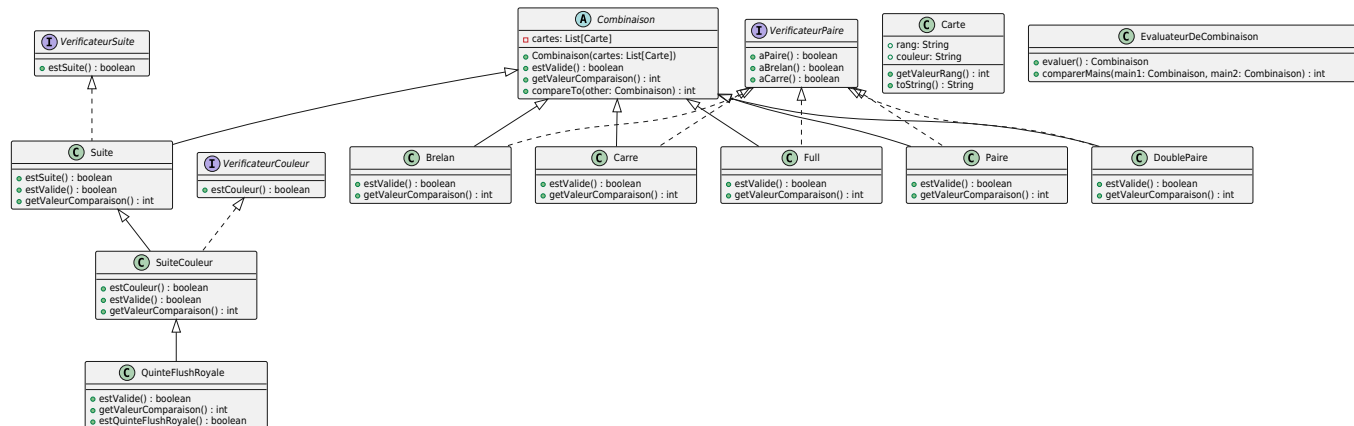 A Combinaison
cartes: List[Carte]
Combinaison(cartes: List[Carte])
estValide() : boolean
getValeurComparaison() : int
compareTo(other: Combinaison) : int
I VerificateurPaire
aPaire() : boolean
aBrelan() : boolean
aCarre() : boolean
C Carte
rang: String
couleur: String
getValeurRang() : int
toString() : String
C EvaluateurDeCombinaison
evaluer() : Combinaison
comparerMains(main1: Combinaison, main2: Combinaison) : int
I VerificateurSuite
estSuite() : boolean
C Suite
estSuite() : boolean
estValide() : boolean
getValeurComparaison() : int
I VerificateurCouleur
estCouleur() : boolean
C Brelan
estValide() : boolean
getValeurComparaison() : int
C Carre
estValide() : boolean
getValeurComparaison() : int
C Full
estValide() : boolean
getValeurComparaison() : int
C Paire
estValide() : boolean
getValeurComparaison() : int
C DoublePaire
estValide() : boolean
getValeurComparaison() : int
C SuiteCouleur
estCouleur() : boolean
estValide() : boolean
getValeurComparaison() : int
C QuinteFlushRoyale
estValide() : boolean
getValeurComparaison() : int
estQuinteFlushRoyale() : boolean